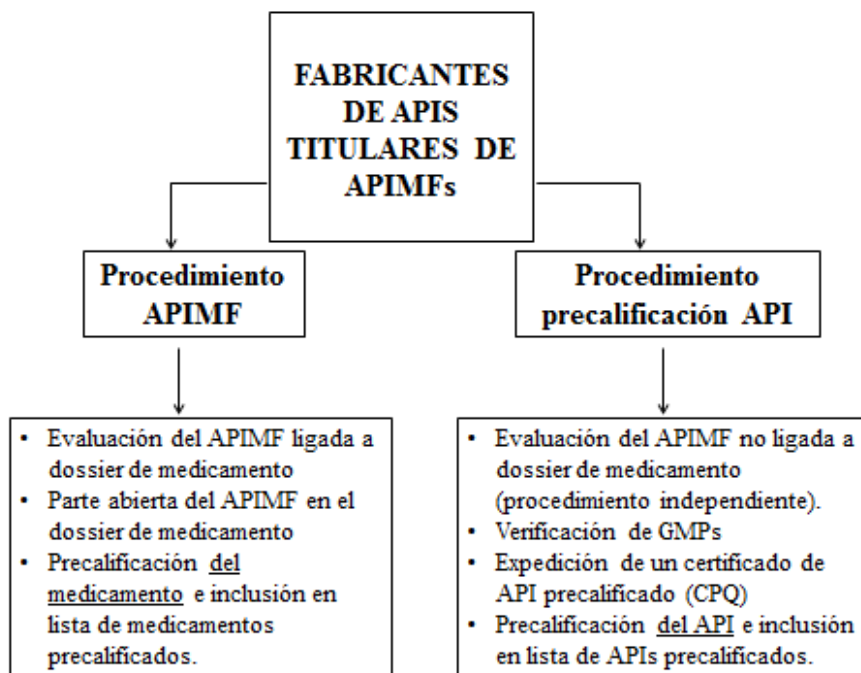 FABRICANTES
DE APIS
TITULARES DE
APIMFs
Procedimiento
APIMF
Procedimiento
precalificación API
• Evaluación del APIMF ligada a
dossier de medicamento
• Parte abierta del APIMF en el
dossier de medicamento
• Precalificación del
medicamento e inclusión en
lista de medicamentos
precalificados.
• Evaluación del APIMF no ligada a
dossier de medicamento
(procedimiento independiente).
• Verificación de GMPs
• Expedición de un certificado de
API precalificado (CPQ)
• Precalificación del API e inclusión
en lista de APIs precalificados.